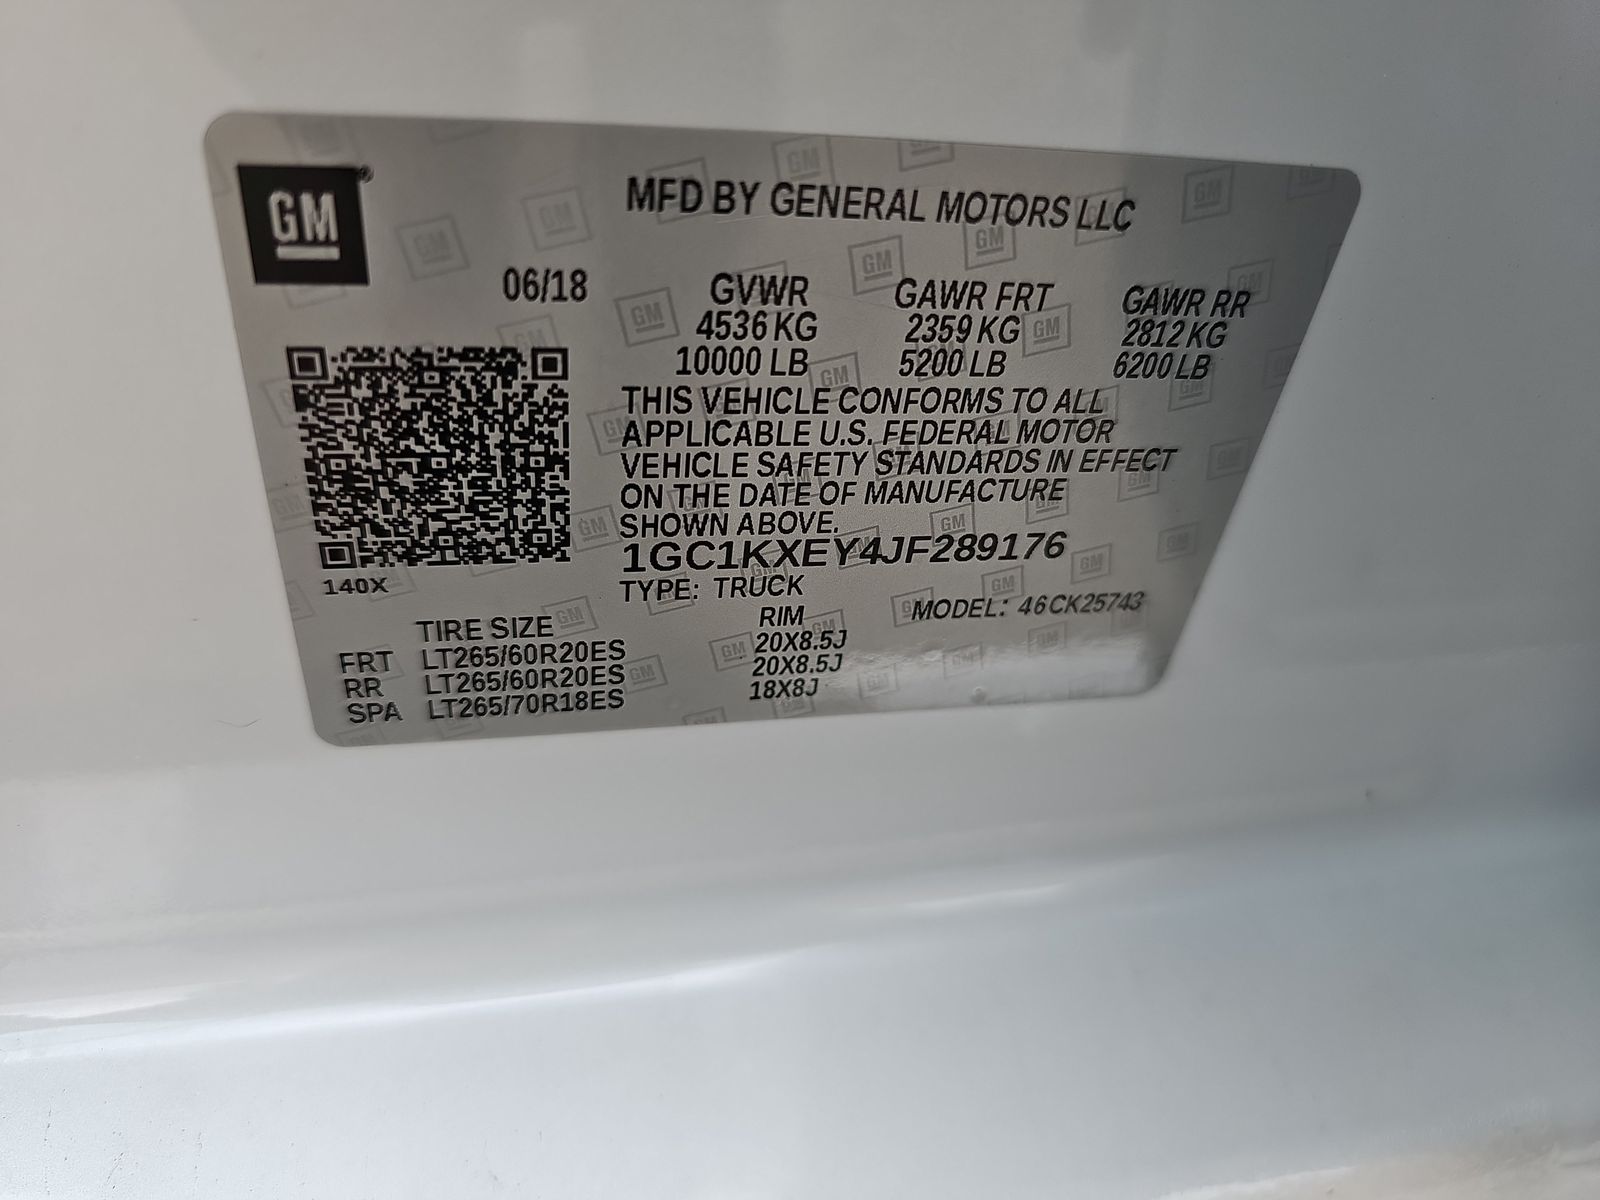 GM
MFD BY GENERAL MOTORS LLC
06/18
GVWR GAWR FRT GAWR RR
4536 KG 2359 KG 2812 KG
10000 LB 5200 LB 6200 LB
THIS VEHICLE CONFORMS TO ALL
APPLICABLE U.S. FEDERAL MOTOR
VEHICLE SAFETY STANDARDS IN EFFECT
ON THE DATE OF MANUFACTURE
SHOWN ABOVE.
1GC1KXEY4JF289176
140X
TYPE: TRUCK MODEL: 46CK25743
TIRE SIZE RIM
FRT LT265/60R20ES 20X8.5J
RR LT265/60R20ES 20X8.5J
SPA LT265/70R18ES 18X8J